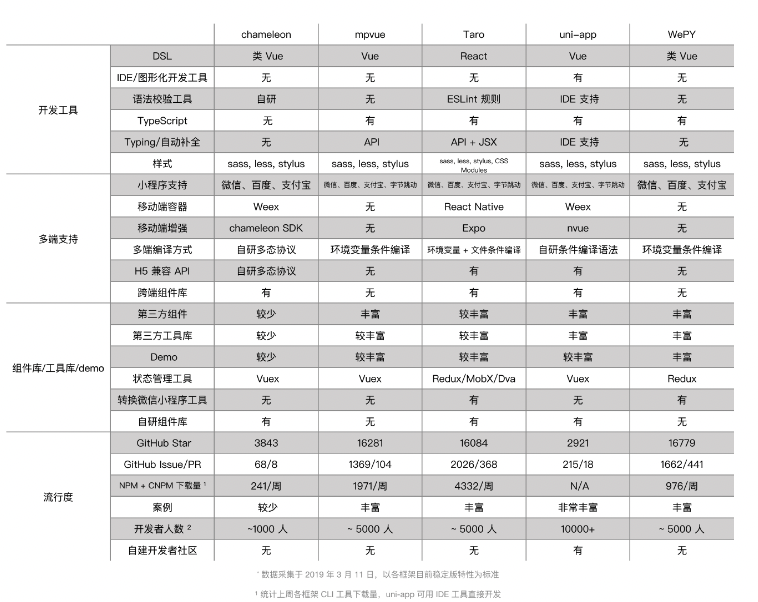 chameleon mpvue Taro uni-app WePY
开发工具
DSL 类 Vue Vue React Vue 类 Vue
IDE/图形化开发工具 无 无 无 有 无
语法校验工具 自研 无 ESLint 规则 IDE 支持 无
TypeScript 无 有 有 有 有
Typing/自动补全 无 API API + JSX IDE 支持 无
样式 sass, less, stylus sass, less, stylus sass, less, stylus, CSS Modules sass, less, stylus sass, less, stylus
多端支持
小程序支持 微信、百度、支付宝 微信、百度、支付宝、字节跳动 微信、百度、支付宝、字节跳动 微信、百度、支付宝、字节跳动 微信、百度、支付宝
移动端容器 Weex 无 React Native Weex 无
移动端增强 chameleon SDK 无 Expo nvue 无
多端编译方式 自研多态协议 环境变量条件编译 环境变量 + 文件条件编译 自研条件编译语法 环境变量条件编译
H5 兼容 API 自研多态协议 无 有 有 无
跨端组件库 有 无 有 有 无
组件库/工具库/demo
第三方组件 较少 丰富 较丰富 丰富 丰富
第三方工具库 较少 较丰富 较丰富 丰富 丰富
Demo 较少 较丰富 较丰富 较丰富 丰富
状态管理工具 Vuex Vuex Redux/MobX/Dva Vuex Redux
转换微信小程序工具 无 无 有 无 有
自研组件库 有 无 有 有 无
流行度
GitHub Star 3843 16281 16084 2921 16779
GitHub Issue/PR 68/8 1369/104 2026/368 215/18 1662/441
NPM + CNPM 下载量 ¹ 241/周 1971/周 4332/周 N/A 976/周
案例 较少 丰富 丰富 非常丰富 丰富
开发者人数 ² ~1000 人 ~ 5000 人 ~ 5000 人 10000+ ~ 5000 人
自建开发者社区 无 无 无 有 无
* 数据采集于 2019 年 3 月 11 日，以各框架目前稳定版特性为标准
¹ 统计上周各框架 CLI 工具下载量，uni-app 可用 IDE 工具直接开发